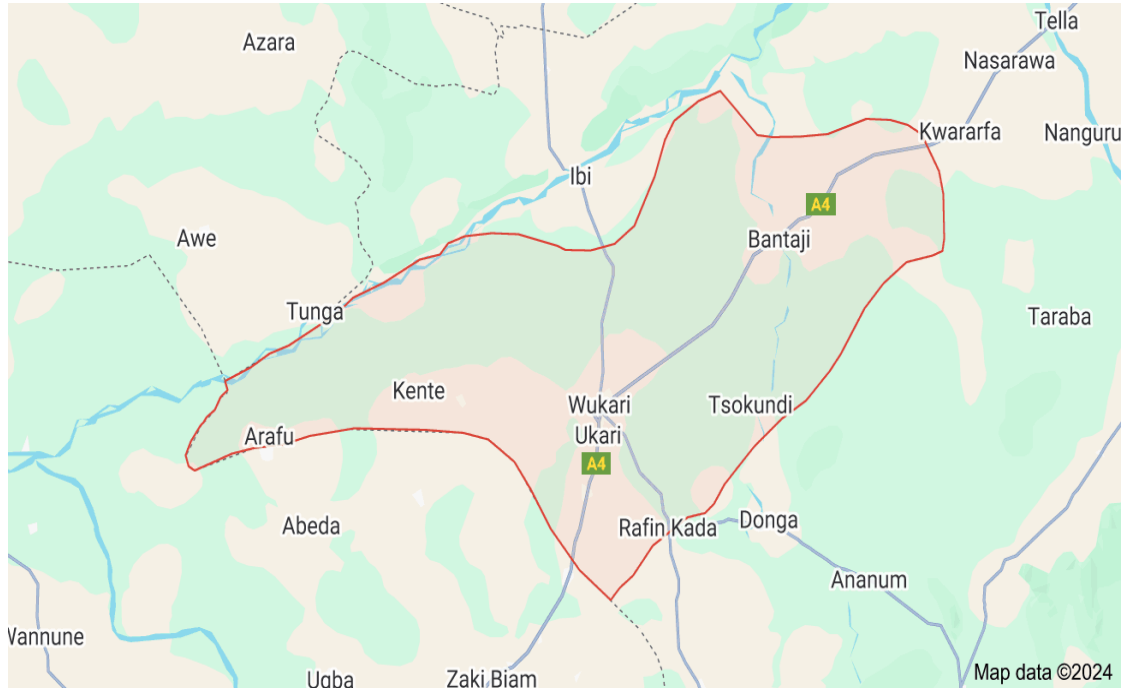 Tella
Azara
Nasarawa
Kwararfa
Nanguru
Ibi
A4
Awe
Bantaji
Tunga
Taraba
Kente
Wukari
Tsokundi
Ukari
Arafu
A4
Abeda
Rafin Kada
Donga
Ananum
Wannune
Ugba
Zaki Biam
Map data ©2024